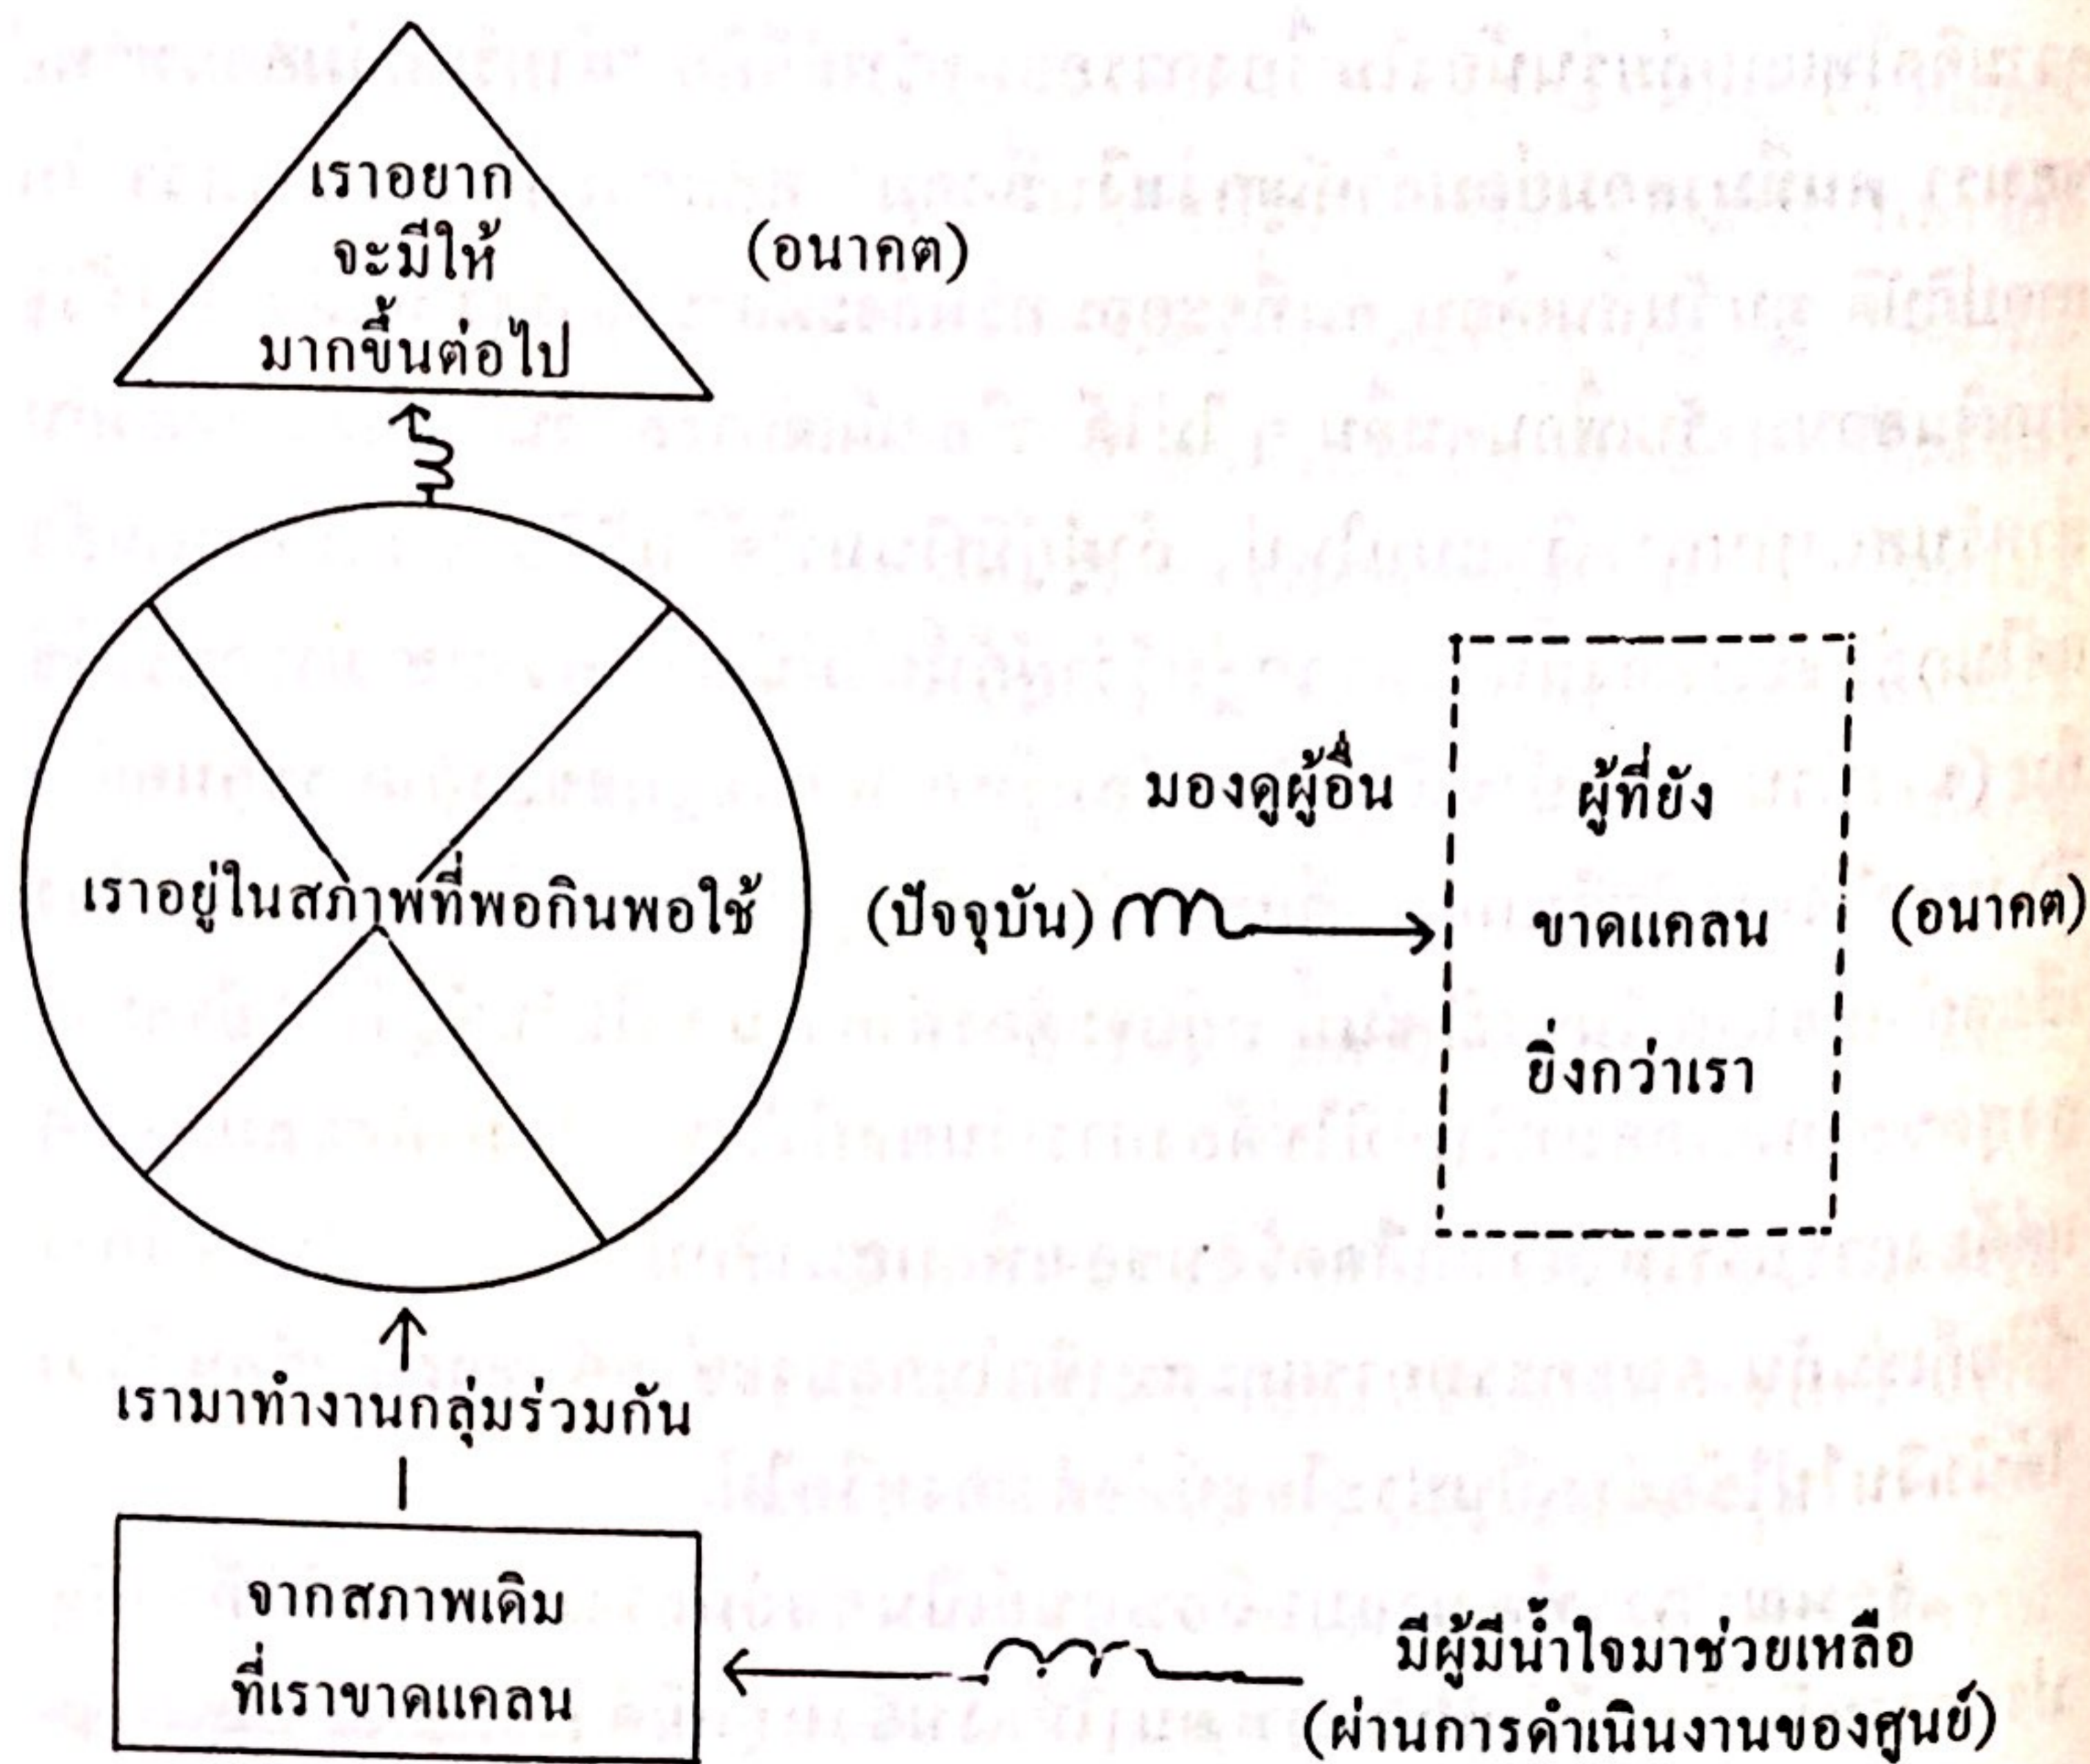 เราอยาก
จะมีให้
มากขึ้นต่อไป
(อนาคต)
เราอยู่ในสภาพที่พอกินพอใช้
(ปัจจุบัน)
มองดูผู้อื่น
ผู้ที่ยัง
ขาดแคลน
ยิ่งกว่าเรา
(อนาคต)
เรามาทำงานกลุ่มร่วมกัน
จากสภาพเดิม
ที่เราขาดแคลน
มีผู้มีน้ำใจมาช่วยเหลือ
(ผ่านการดำเนินงานของศูนย์)